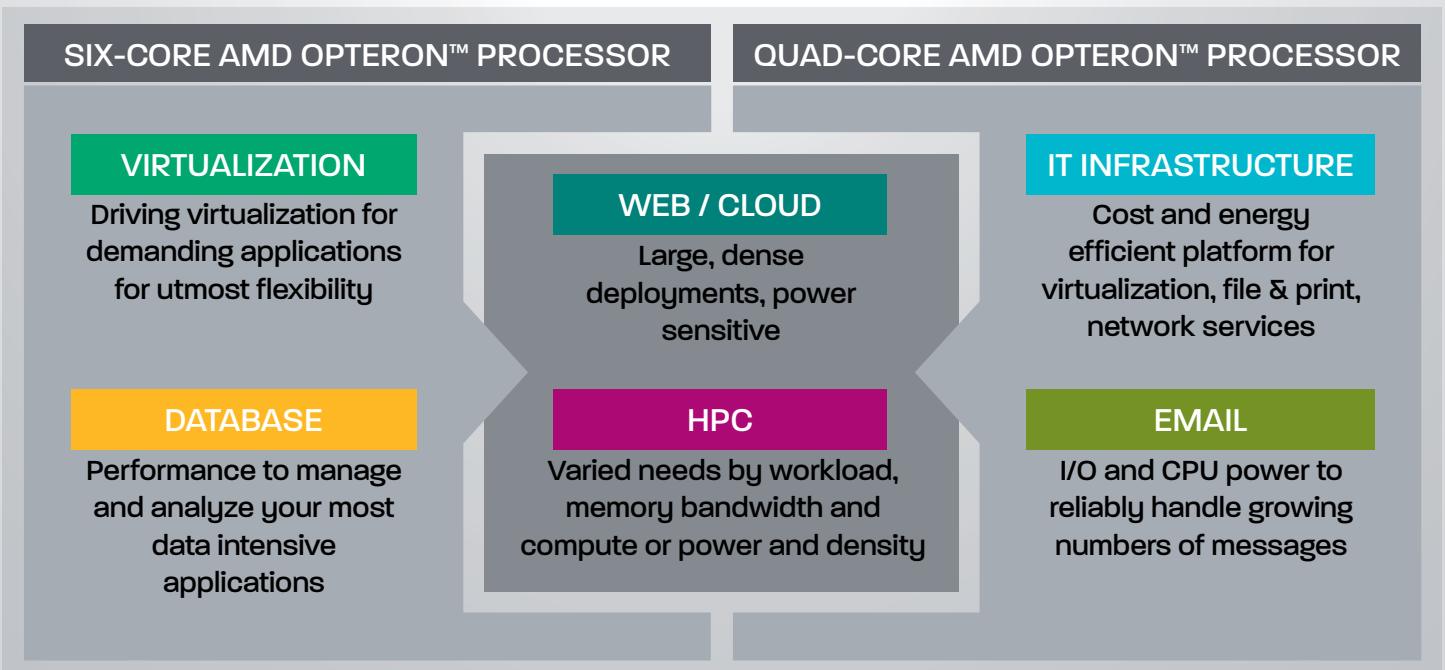 SIX-CORE AMD OPTERON™ PROCESSOR
QUAD-CORE AMD OPTERON™ PROCESSOR
VIRTUALIZATION
Driving virtualization for
demanding applications
for utmost flexibility
DATABASE
Performance to manage
and analyze your most
data intensive
applications
WEB / CLOUD
Large, dense
deployments, power
sensitive
HPC
Varied needs by workload,
memory bandwidth and
compute or power and density
IT INFRASTRUCTURE
Cost and energy
efficient platform for
virtualization, file & print,
network services
EMAIL
I/O and CPU power to
reliably handle growing
numbers of messages